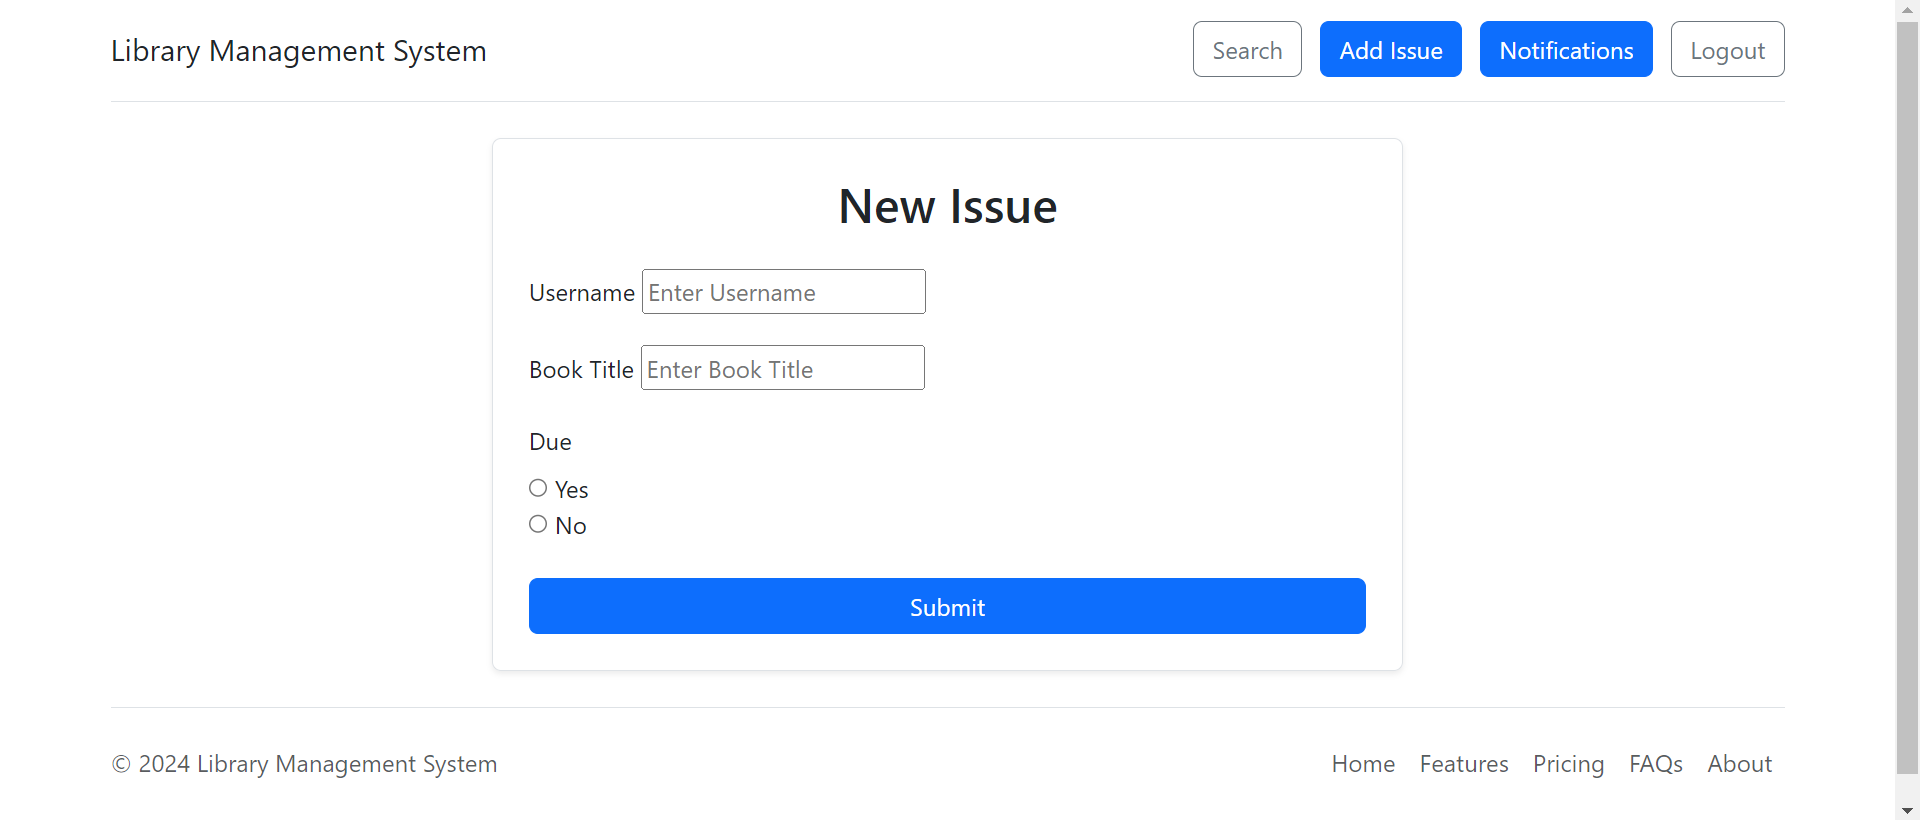 Library Management System Search Add Issue Notifications Logout
New Issue
Username Enter Username
Book Title Enter Book Title
Due
Yes
No
Submit
© 2024 Library Management System Home Features Pricing FAQs About